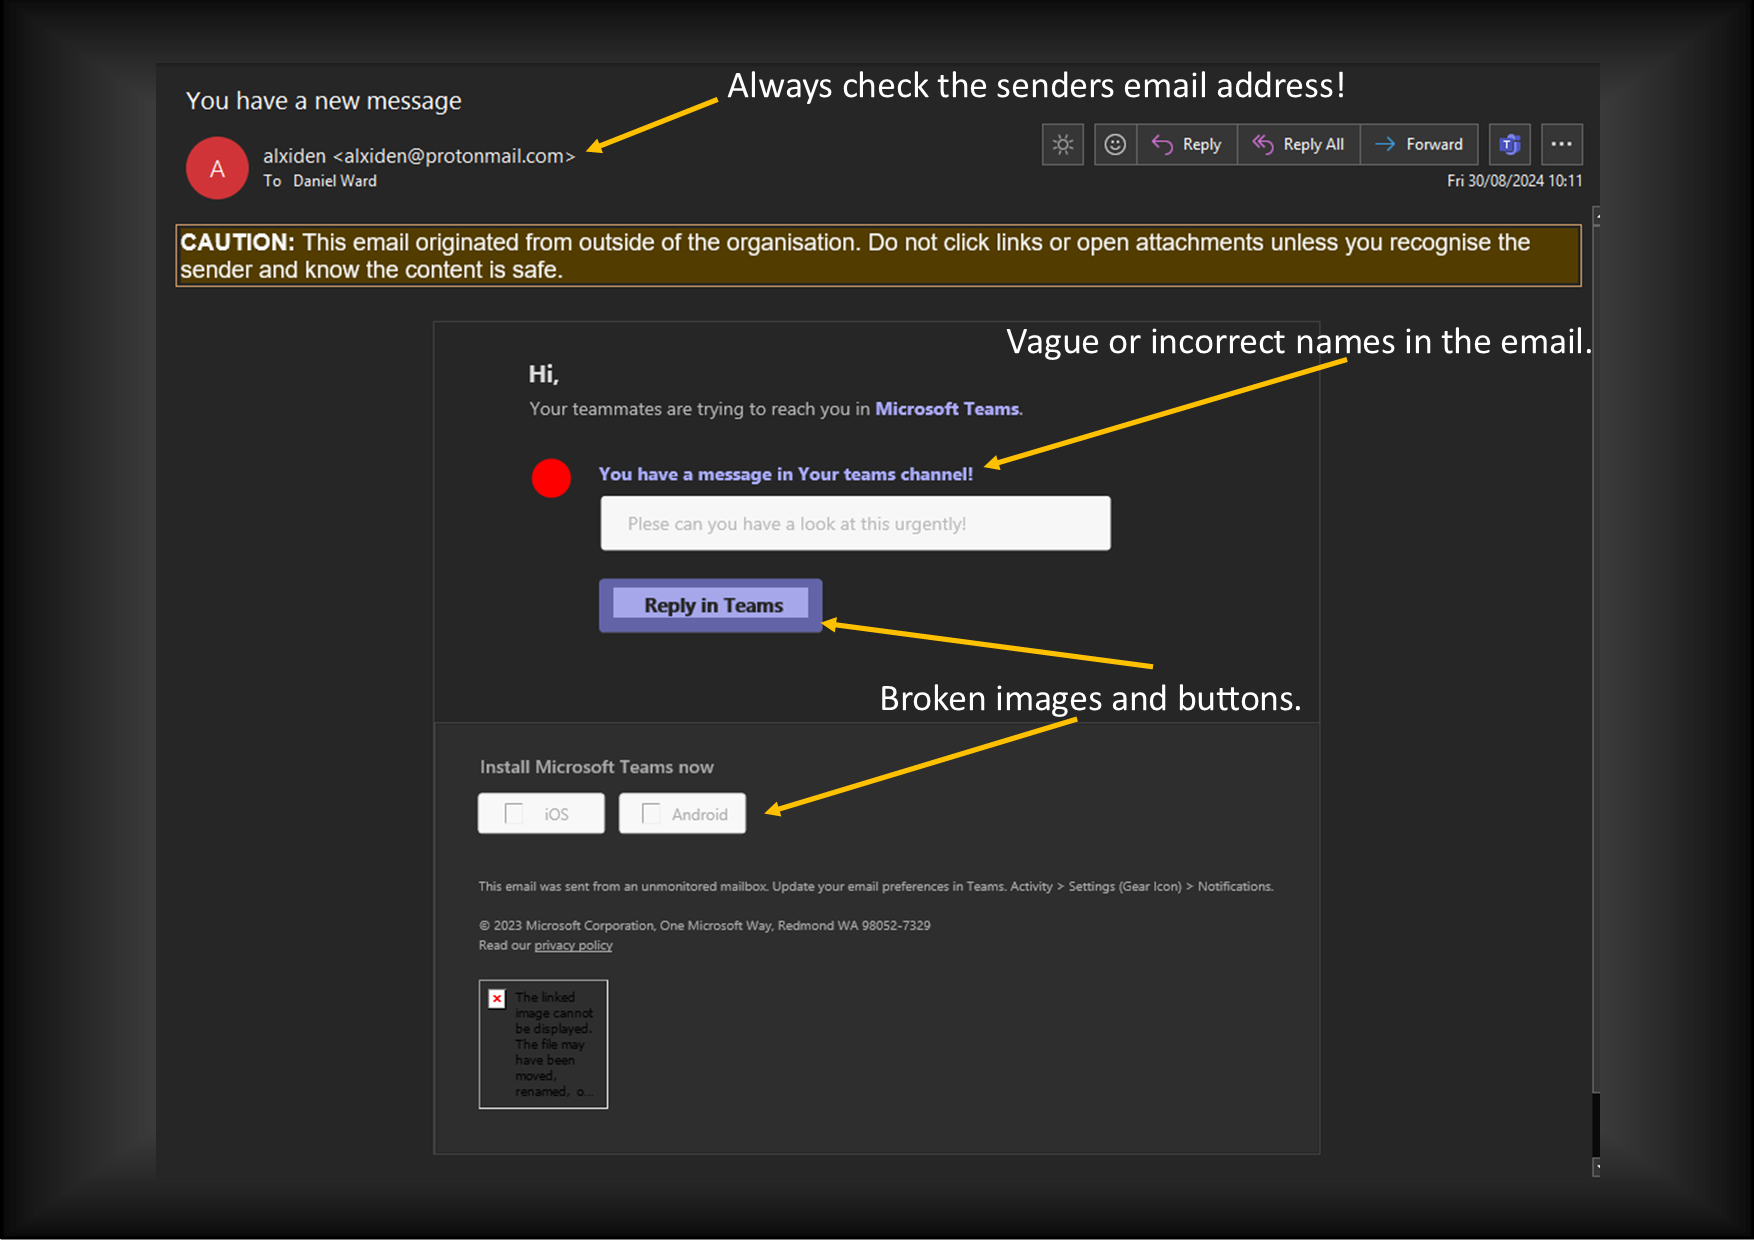 Always check the senders email address!
You have a new message
A
alxiden <alxiden@protonmail.com>
To Daniel Ward
Reply
Reply All
Forward
Fri 30/08/2024 10:11
CAUTION: This email originated from outside of the organisation. Do not click links or open attachments unless you recognise the
sender and know the content is safe.
Vague or incorrect names in the email.
Hi,
Your teammates are trying to reach you in Microsoft Teams.
You have a message in Your teams channel!
Plese can you have a look at this urgently!
Reply in Teams
Broken images and buttons.
Install Microsoft Teams now
iOS
Android
This email was sent from an unmonitored mailbox. Update your email preferences in Teams. Activity > Settings (Gear Icon) > Notifications.
© 2023 Microsoft Corporation, One Microsoft Way, Redmond WA 98052-7329
Read our privacy policy
The linked
image cannot
be displayed.
The file may
have been
moved,
renamed, o...